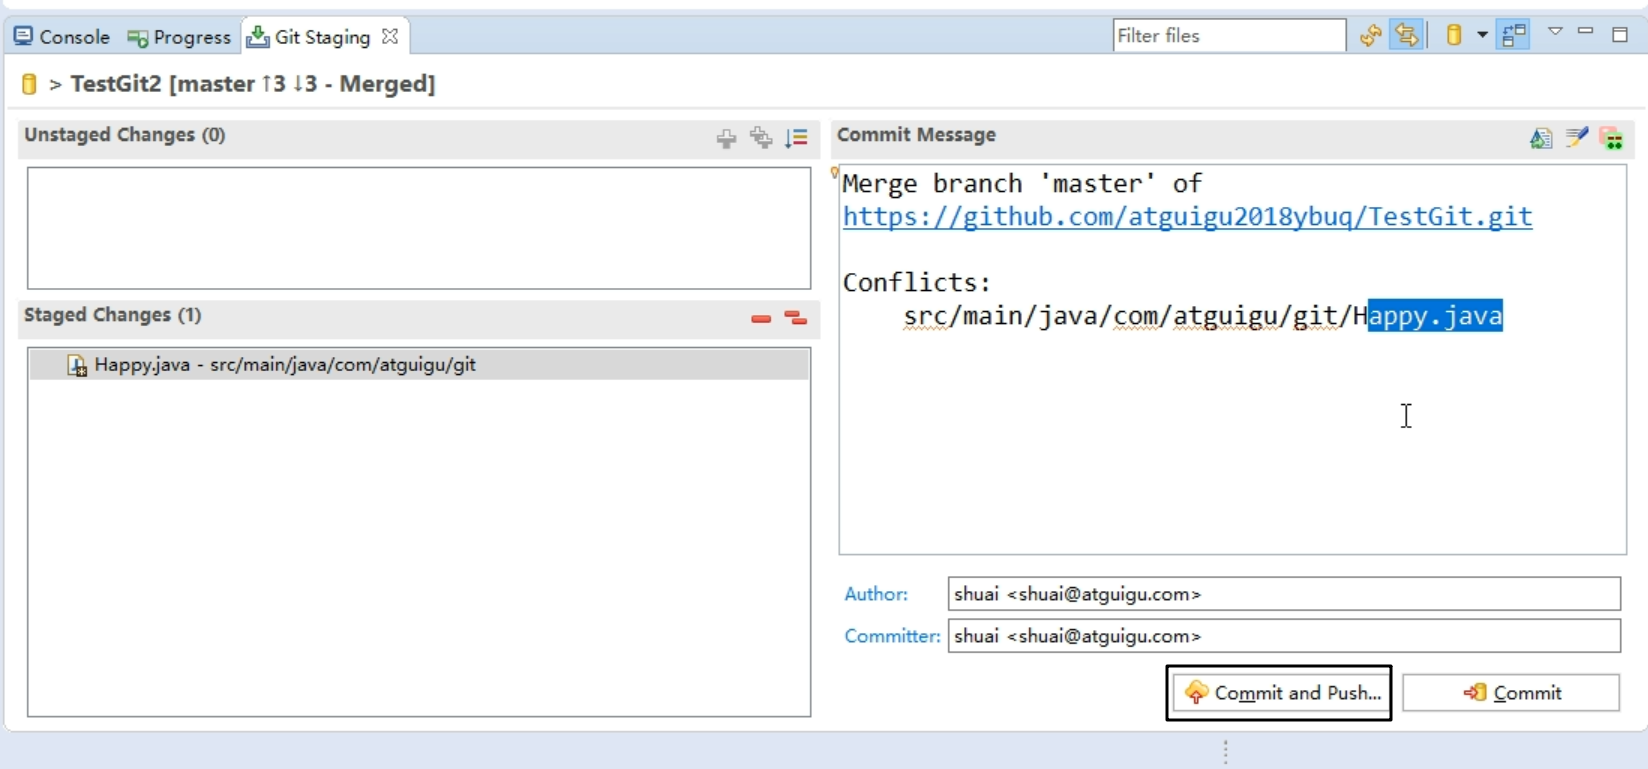 Console Progress Git Staging Filter files
> TestGit2 [master ↑3 ↓3 - Merged]
Unstaged Changes (0)
Staged Changes (1)
Happy.java - src/main/java/com/atguigu/git
Commit Message
Merge branch 'master' of
https://github.com/atguigu2018ybuq/TestGit.git
Conflicts:
src/main/java/com/atguigu/git/Happy.java
Author: shuai <shuai@atguigu.com>
Committer: shuai <shuai@atguigu.com>
Commit and Push... Commit